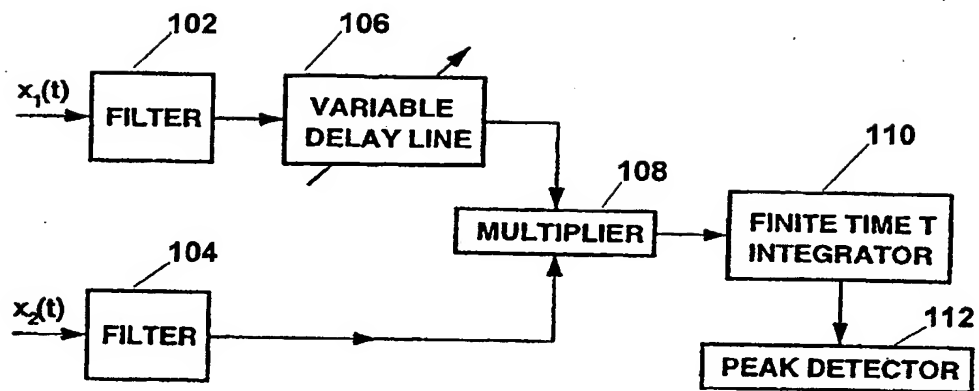 102
106
x₁(t)
FILTER
VARIABLE
DELAY LINE
110
108
MULTIPLIER
FINITE TIME T
INTEGRATOR
104
x₂(t)
FILTER
112
PEAK DETECTOR